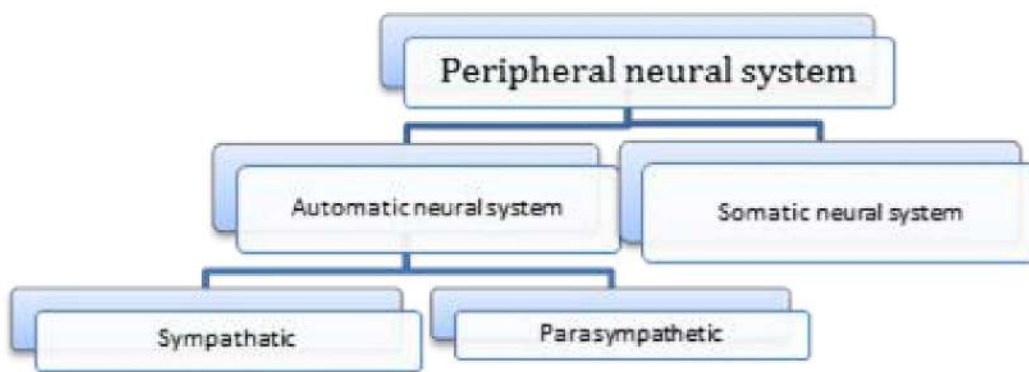 Peripheral neural system
Automatic neural system
Somatic neural system
Sympathatic
Parasympathetic